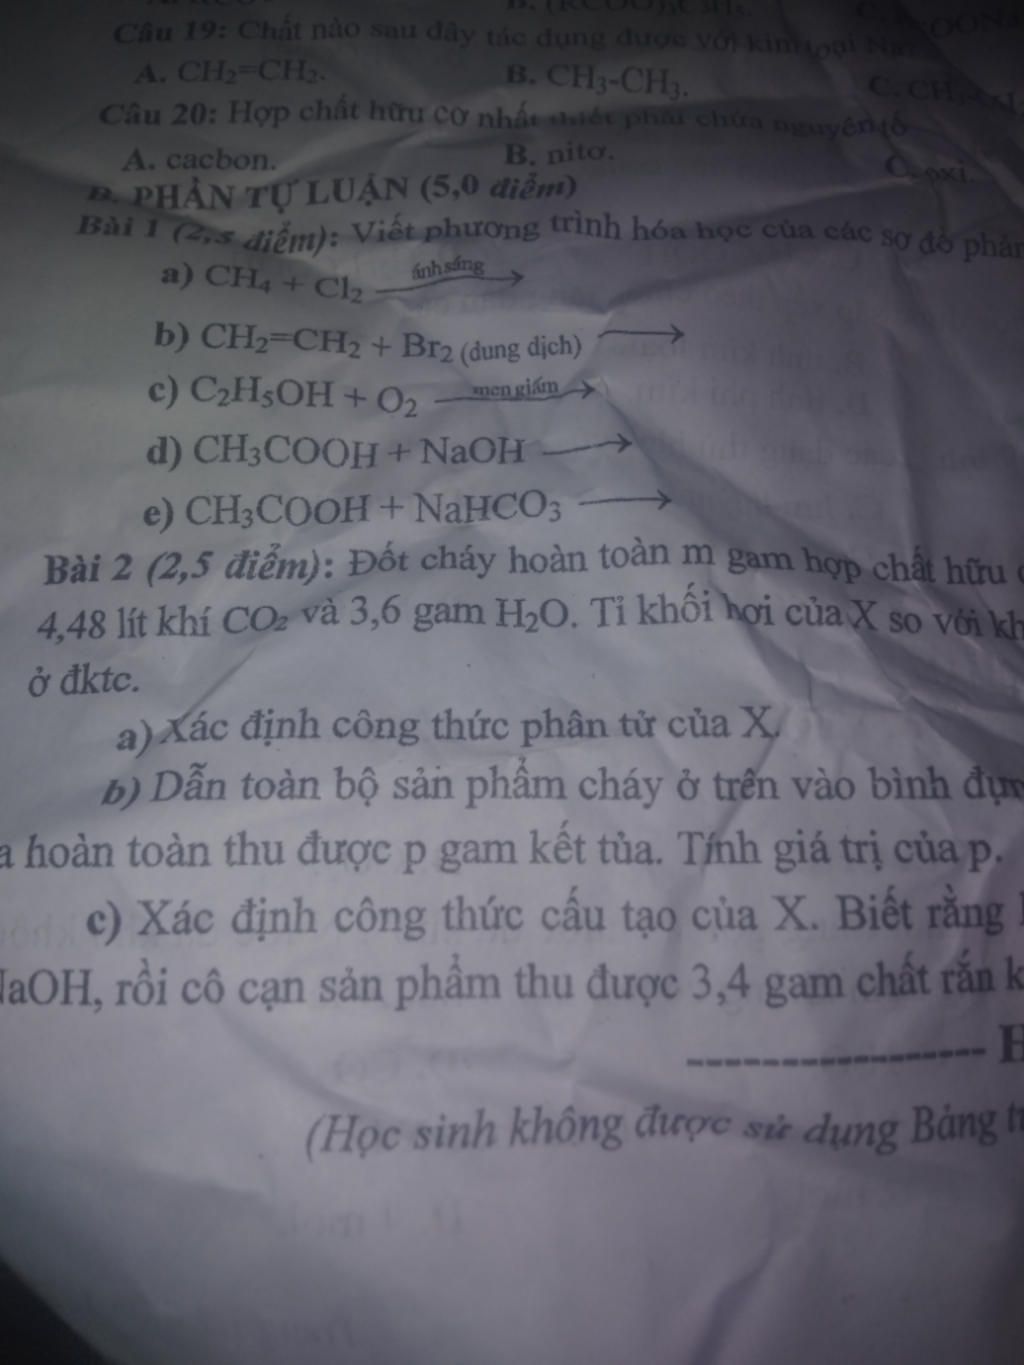 Câu 19: Chất nào sau đây tác dụng được với kim loại Na
A. CH₂=CH₂. B. CH₃-CH₃.
Câu 20: Hợp chất hữu cơ nhất thiết phải chứa nguyên tố
A. cacbon. B. nitơ. C. oxi.
B. PHẦN TỰ LUẬN (5,0 điểm)
Bài 1 (2,5 điểm): Viết phương trình hóa học của các sơ đồ phản
a) CH₄ + Cl₂ ánh sáng →
b) CH₂=CH₂ + Br₂ (dung dịch) →
c) C₂H₅OH + O₂ men giấm →
d) CH₃COOH + NaOH →
e) CH₃COOH + NaHCO₃ →
Bài 2 (2,5 điểm): Đốt cháy hoàn toàn m gam hợp chất hữu
4,48 lít khí CO₂ và 3,6 gam H₂O. Tỉ khối hơi của X so với kh
ở đktc.
a) Xác định công thức phân tử của X.
b) Dẫn toàn bộ sản phẩm cháy ở trên vào bình đựn
a hoàn toàn thu được p gam kết tủa. Tính giá trị của p.
c) Xác định công thức cấu tạo của X. Biết rằng
NaOH, rồi cô cạn sản phẩm thu được 3,4 gam chất rắn k
---------------- H
(Học sinh không được sử dụng Bảng t